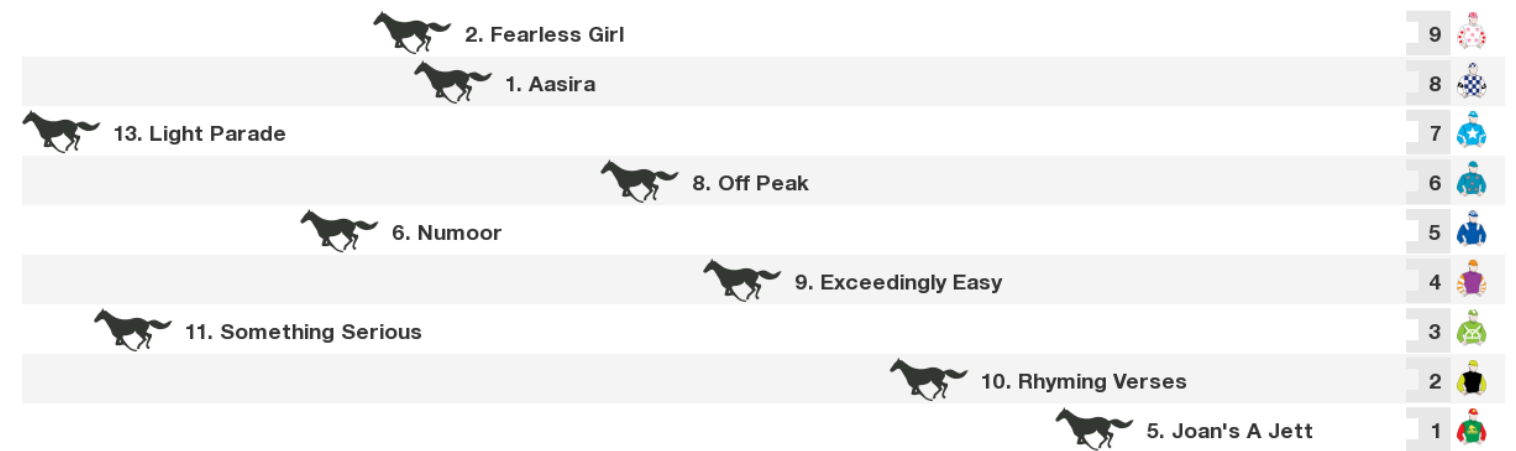 2. Fearless Girl 9
1. Aasira 8
13. Light Parade 7
8. Off Peak 6
6. Numoor 5
9. Exceedingly Easy 4
11. Something Serious 3
10. Rhyming Verses 2
5. Joan's A Jett 1